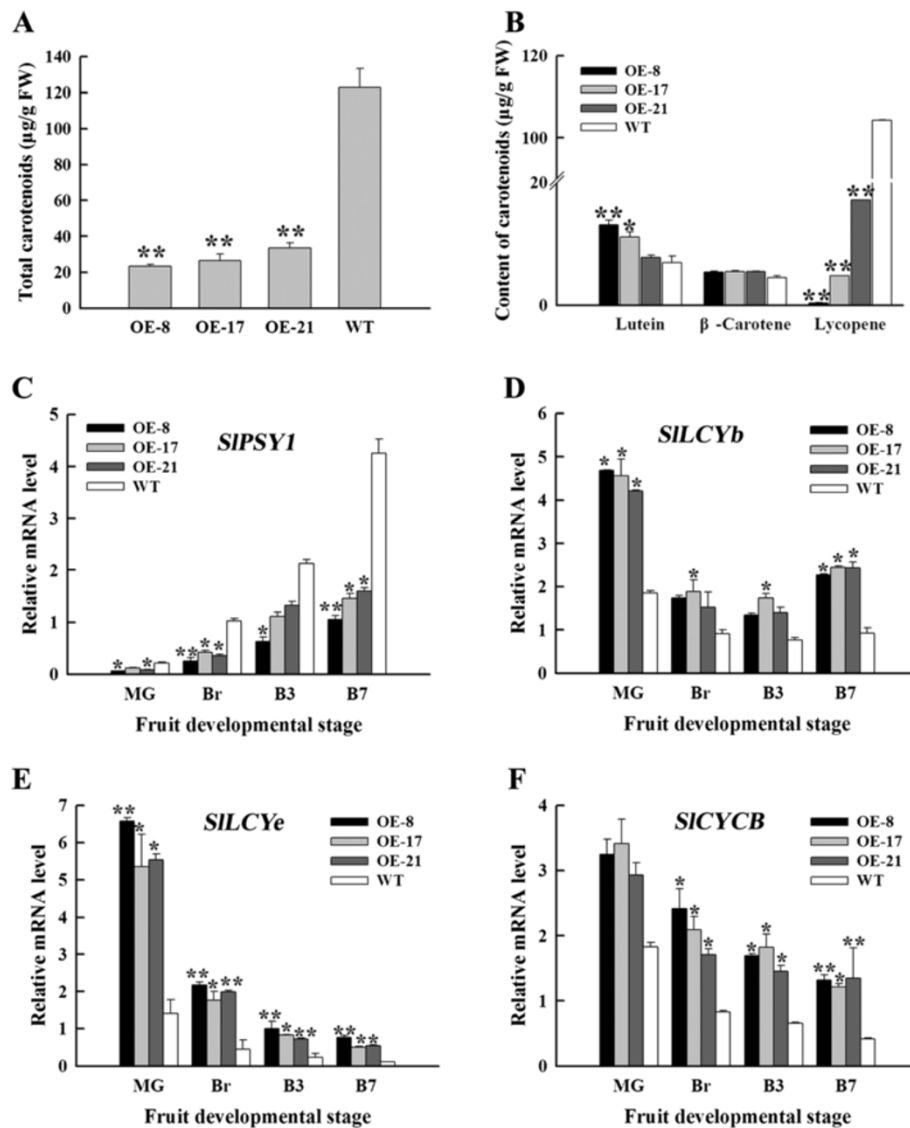 A
Total carotenoids (µg/g FW)
140
120
100
80
60
40
20
0
** ** **
OE-8 OE-17 OE-21 WT
B
Content of carotenoids (µg/g FW)
120
100
20
0
OE-8
OE-17
OE-21
WT
** *
** ** **
Lutein β -Carotene Lycopene
C
SlPSY1
Relative mRNA level
5
4
3
2
1
0
OE-8
OE-17
OE-21
WT
* * ** * * * ** * *
MG Br B3 B7
Fruit developmental stage
D
SlLCYb
Relative mRNA level
6
5
4
3
2
1
0
OE-8
OE-17
OE-21
WT
* * * * * * * *
MG Br B3 B7
Fruit developmental stage
E
SlLCYe
Relative mRNA level
7
6
5
4
3
2
1
0
OE-8
OE-17
OE-21
WT
** * * ** * ** ** * ** ** **
MG Br B3 B7
Fruit developmental stage
F
SlCYCB
Relative mRNA level
4
3
2
1
0
OE-8
OE-17
OE-21
WT
* * * * * * ** * **
MG Br B3 B7
Fruit developmental stage